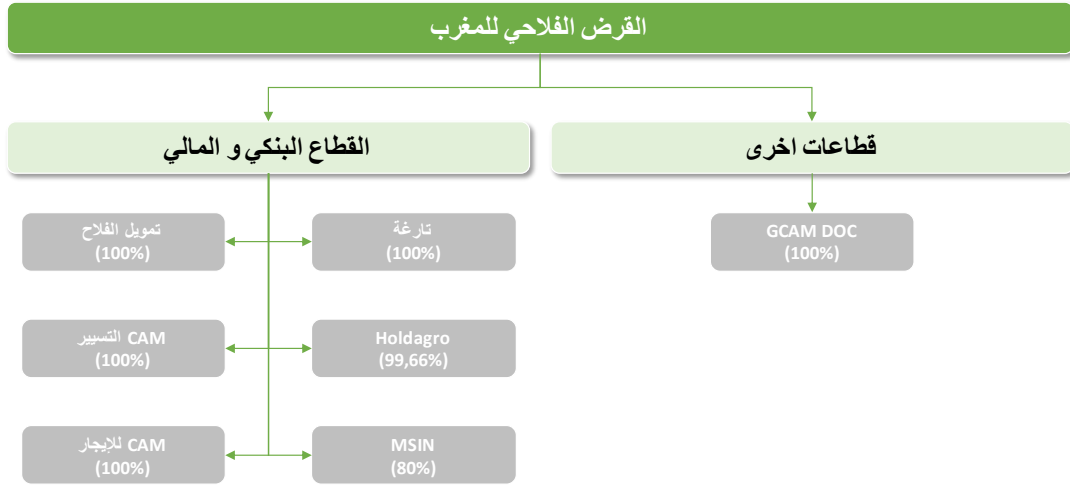 القرض الفلاحي للمغرب
القطاع البنكي و المالي
قطاعات اخرى
تمويل الفلاح
(100%)
تارغة
(100%)
GCAM DOC
(100%)
CAM التسيير
(100%)
Holdagro
(99,66%)
CAM للإيجار
(100%)
MSIN
(80%)